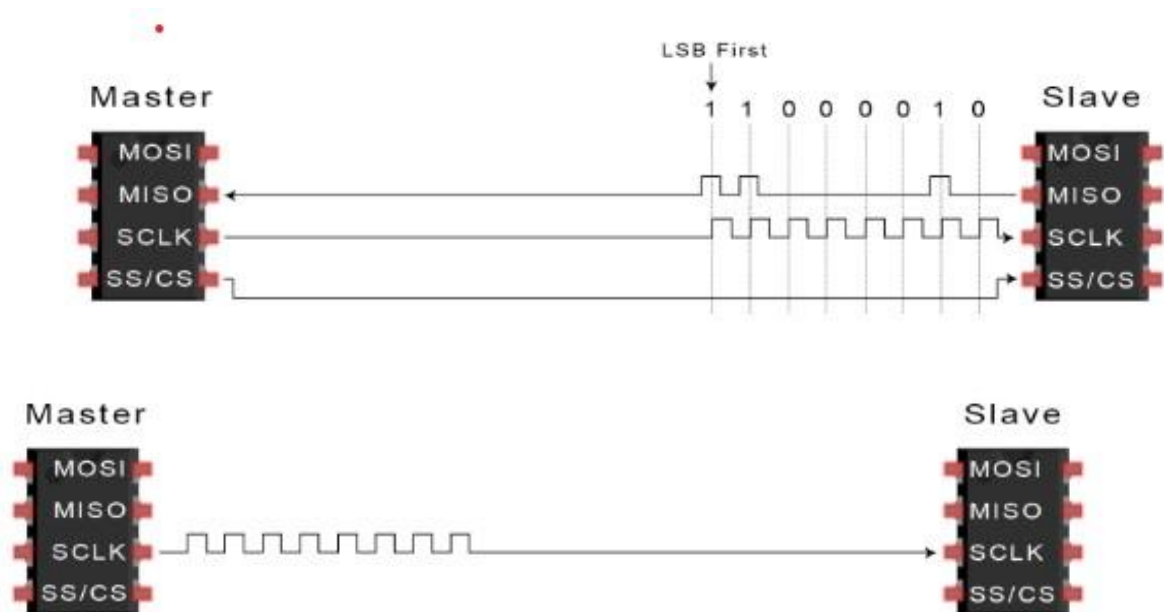 LSB First
Master
1 1 0 0 0 0 1 0
Slave
MOSI
MOSI
MISO
MISO
SCLK
SCLK
SS/CS
SS/CS
Master
Slave
MOSI
MOSI
MISO
MISO
SCLK
SCLK
SS/CS
SS/CS